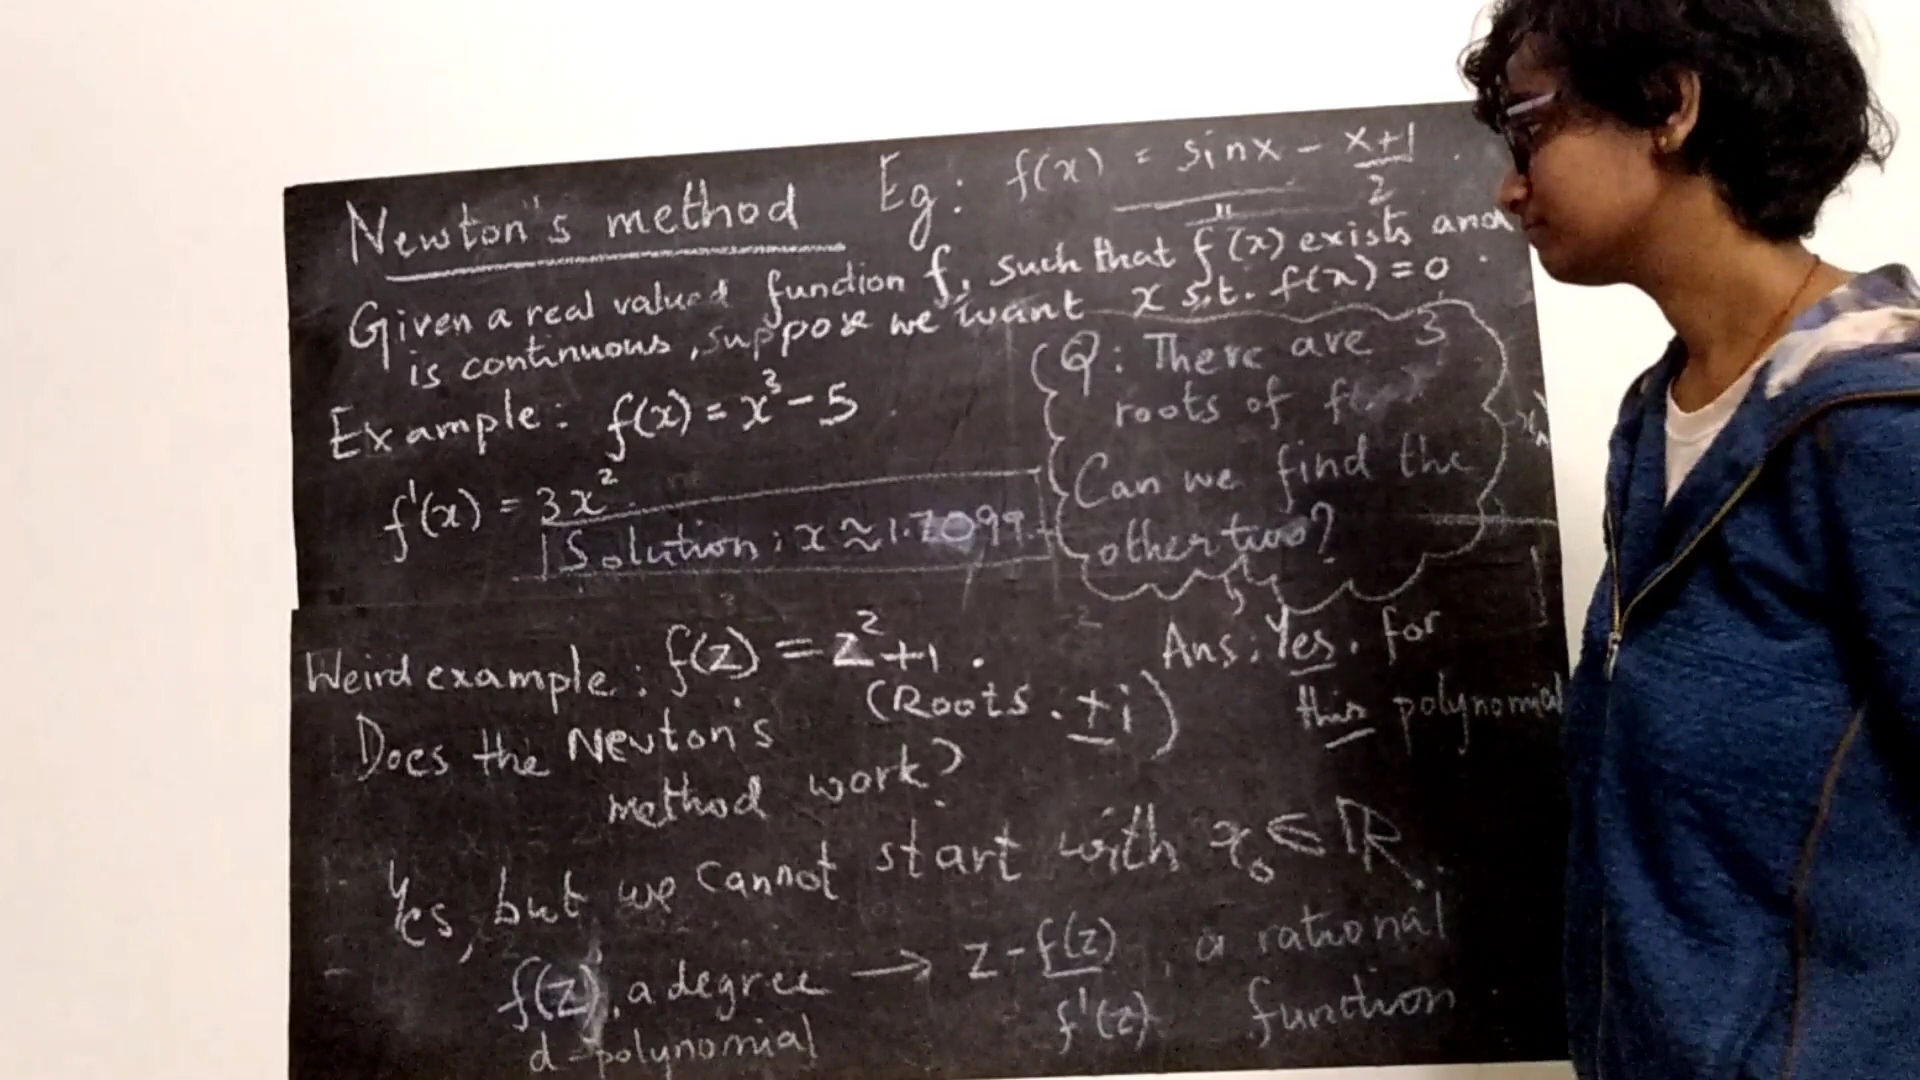 Newton's method
Eg: f(x) = sinx - x+1
2
Given a real valued function f, such that f''(x) exists and
is continuous, suppose we want x s.t. f(x) = 0.
Example: f(x) = x³ - 5
f'(x) = 3x²
Solution: x ≈ 1.7099
Q: There are 3
roots of
Can we find the
other two?
Ans: Yes. for
this polynomial
Weird example: f(z) = z² + 1.
(Roots. ±i)
Does the Newton's
method work?
Yes, but we cannot start with x₀ ∈ ℝ.
f(z), a degree → z - f(z), a rational
d-polynomial f'(z) function